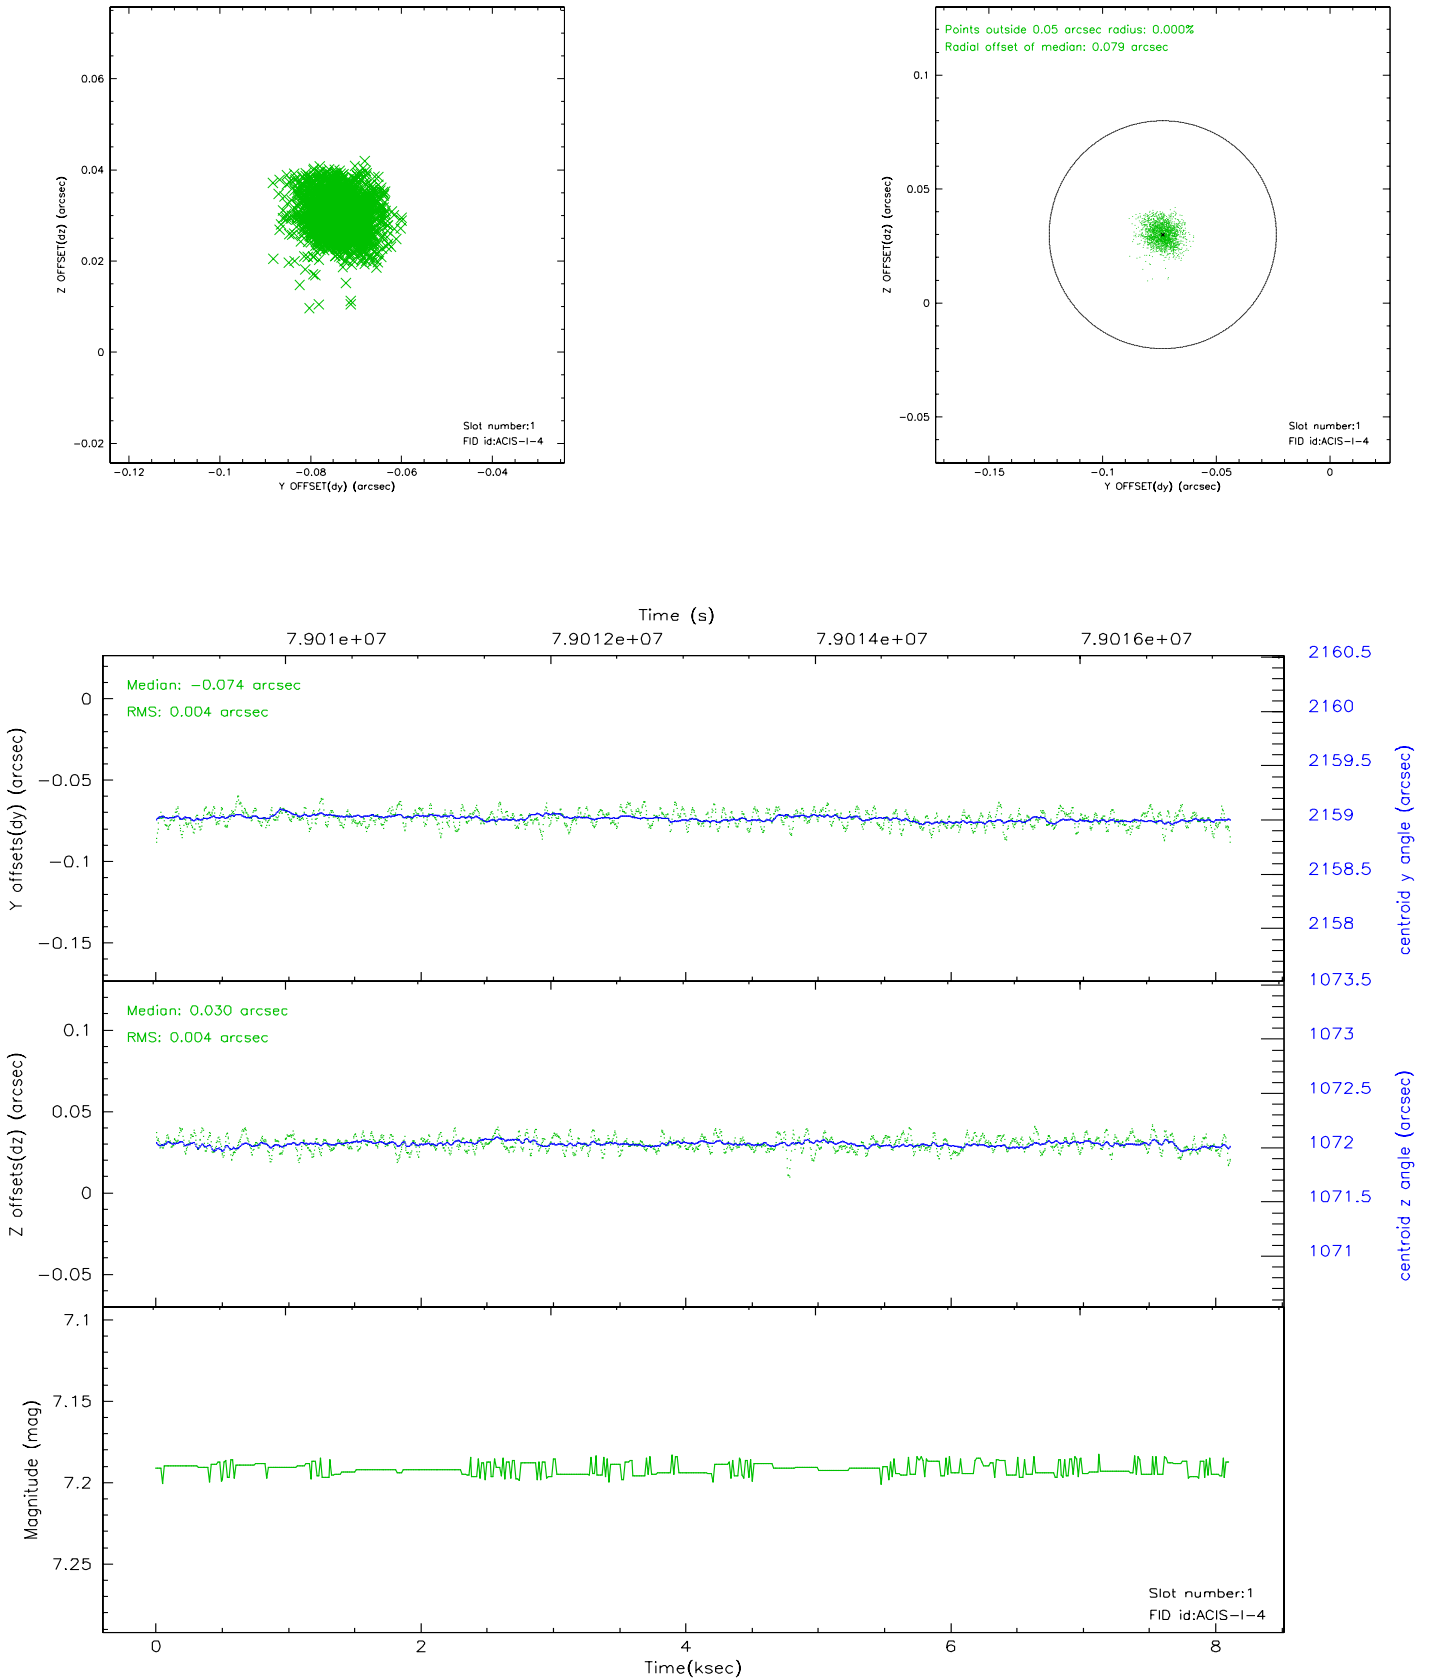 0.06
0.04
0.02
0
-0.02
Z OFFSET(dz) (arcsec)
Slot number:1
FID id:ACIS-I-4
-0.12 -0.1 -0.08 -0.06 -0.04
Y OFFSET(dy) (arcsec)
Points outside 0.05 arcsec radius: 0.000%
Radial offset of median: 0.079 arcsec
0.1
0.05
0
-0.05
Z OFFSET(dz) (arcsec)
Slot number:1
FID id:ACIS-I-4
-0.15 -0.1 -0.05 0
Y OFFSET(dy) (arcsec)
Time (s)
7.901e+07 7.9012e+07 7.9014e+07 7.9016e+07
Median: -0.074 arcsec
RMS: 0.004 arcsec
0
-0.05
-0.1
-0.15
Y offsets(dy) (arcsec)
2160.5
2160
2159.5
2159
2158.5
2158
centroid y angle (arcsec)
Median: 0.030 arcsec
RMS: 0.004 arcsec
0.1
0.05
0
-0.05
Z offsets(dz) (arcsec)
1073.5
1073
1072.5
1072
1071.5
1071
centroid z angle (arcsec)
7.1
7.15
7.2
7.25
Magnitude (mag)
Slot number:1
FID id:ACIS-I-4
0 2 4 6 8
Time(ksec)